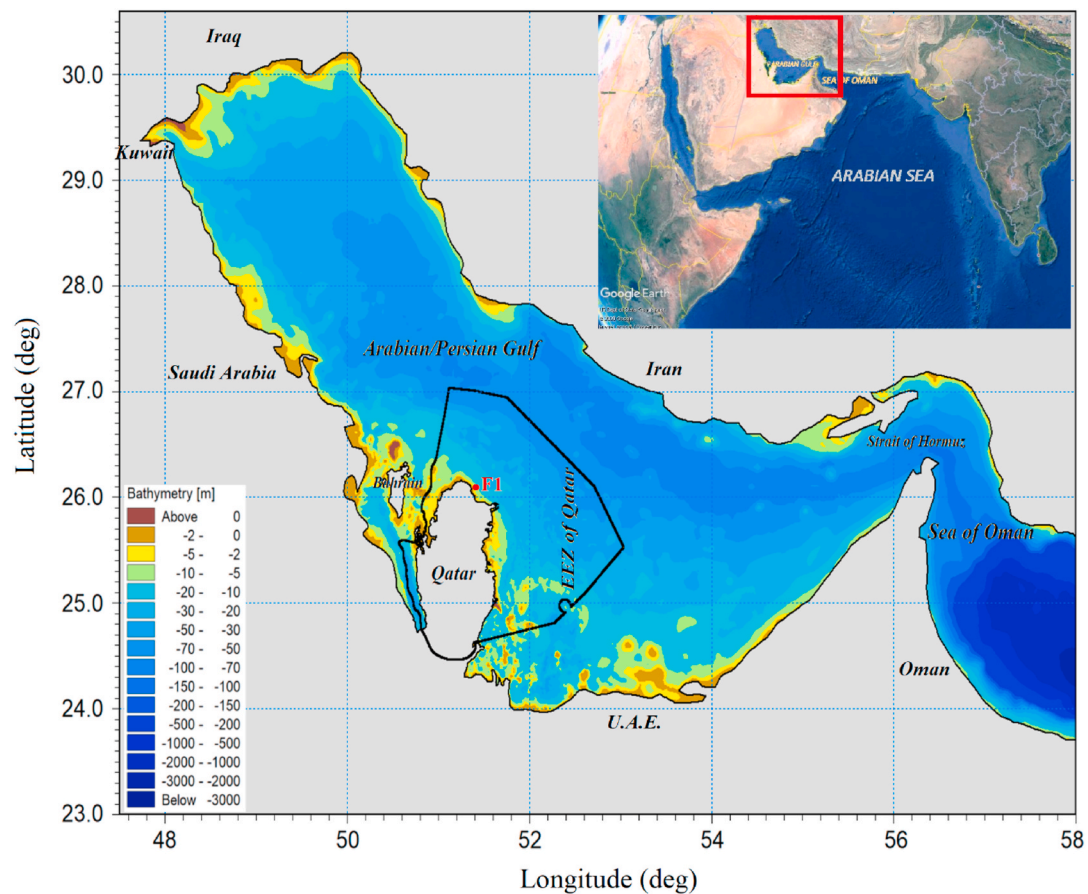 Iraq
30.0
Kuwait
29.0
28.0
Saudi Arabia
Arabian/Persian Gulf
Iran
27.0
Strait of Hormuz
Bahrain
F1
26.0
EEZ of Qatar
Sea of Oman
Qatar
25.0
Oman
24.0
U.A.E.
23.0
Latitude (deg)
48 50 52 54 56 58
Longitude (deg)
Bathymetry [m]
Above 0
-2 - 0
-5 - -2
-10 - -5
-20 - -10
-30 - -20
-50 - -30
-70 - -50
-100 - -70
-150 - -100
-200 - -150
-500 - -200
-1000 - -500
-2000 - -1000
-3000 - -2000
Below -3000
ARABIAN GULF
SEA OF OMAN
ARABIAN SEA
Google Earth